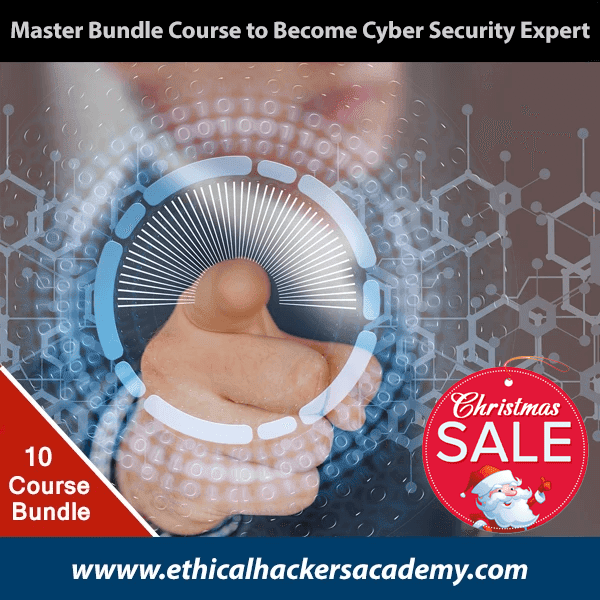 Master Bundle Course to Become Cyber Security Expert
10
Course
Bundle
Christmas
SALE
www.ethicalhackersacademy.com